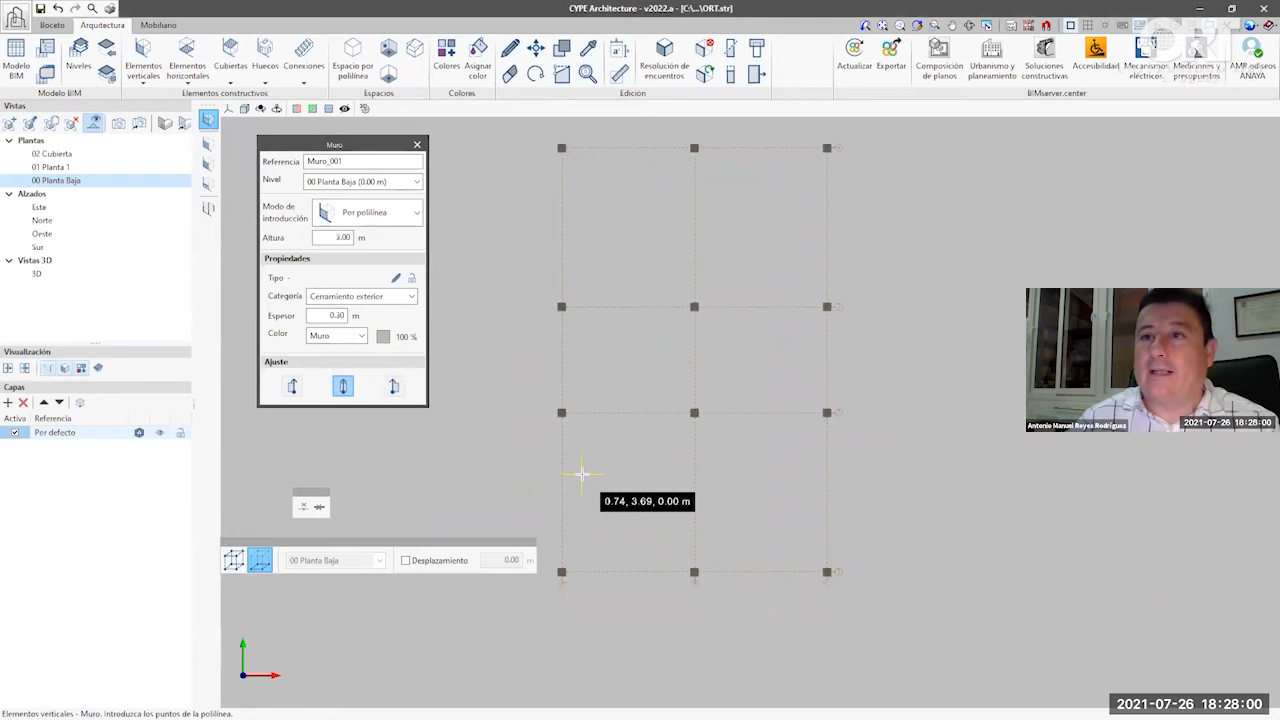 CYPE Architecture - v2022.a - [C:\...\ORT.str]
Boceto
Arquitectura
Mobiliario
Modelo
BIM
Niveles
Elementos
verticales
Elementos
horizontales
Cubiertas
Huecos
Conexiones
Espacio por
polilínea
Colores
Asignar
color
Resolución de
encuentros
Actualizar
Exportar
Composición
de planos
Urbanismo y
planeamiento
Soluciones
constructivas
Accesibilidad
Mecanismos
eléctricos
Mediciones y
presupuestos
AMR odiseos
ANAYA
Modelo BIM
Elementos constructivos
Espacios
Colores
Edición
BIMserver.center
Vistas
Plantas
02 Cubierta
01 Planta 1
00 Planta Baja
Alzados
Este
Norte
Oeste
Sur
Vistas 3D
3D
Visualización
Capas
Activa
Referencia
Por defecto
Muro
Referencia
Muro_001
Nivel
00 Planta Baja (0.00 m)
Modo de
introducción
Por polilínea
Altura
3.00
m
Propiedades
Tipo -
Categoría
Cerramiento exterior
Espesor
0.30
m
Color
Muro
100 %
Ajuste
0.74, 3.69, 0.00 m
00 Planta Baja
Desplazamiento
0.00
m
Antonio Manuel Reyes Rodríguez
2021-07-26 18:28:00
2021-07-26 18:28:00
Elementos verticales - Muro. Introduzca los puntos de la polilínea.